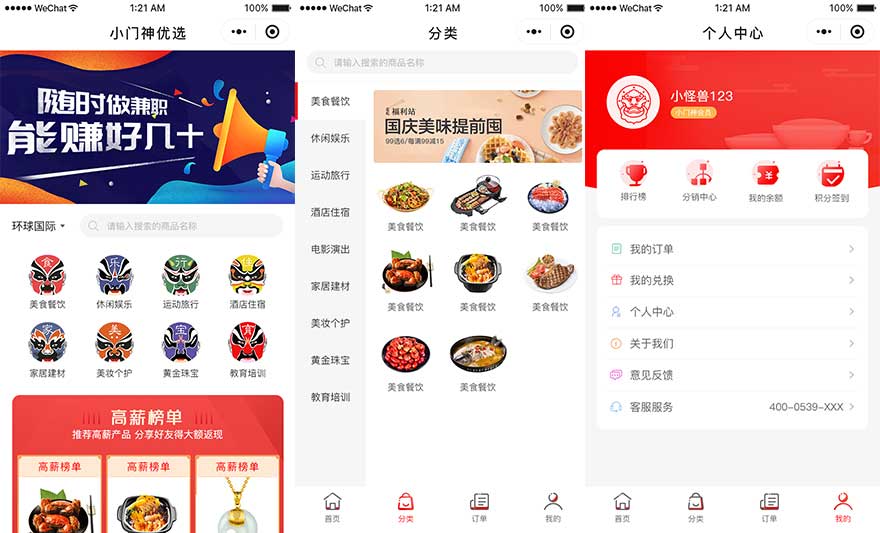 WeChat 1:21 AM 100%
小门神优选
随时做兼职
能赚好几十
环球国际
请输入搜索的商品名称
食 乐 行 住
美食餐饮 休闲娱乐 运动旅行 酒店住宿
家 美 宝 育
家居建材 美妆个护 黄金珠宝 教育培训
高薪榜单
推荐高薪产品 分享好友得大额返现
高薪榜单 高薪榜单 高薪榜单
WeChat 1:21 AM 100%
分类
请输入搜索的商品名称
美食餐饮
休闲娱乐
运动旅行
酒店住宿
电影演出
家居建材
美妆个护
黄金珠宝
教育培训
福利站
国庆美味提前囤
99选6/每满99减15
美食餐饮 美食餐饮 美食餐饮
美食餐饮 美食餐饮 美食餐饮
美食餐饮 美食餐饮
首页 分类 订单 我的
WeChat 1:21 AM 100%
个人中心
小怪兽123
小门神会员
排行榜 分销中心 我的余额 积分签到
我的订单
我的兑换
个人中心
关于我们
意见反馈
客服服务 400-0539-XXX
首页 分类 订单 我的